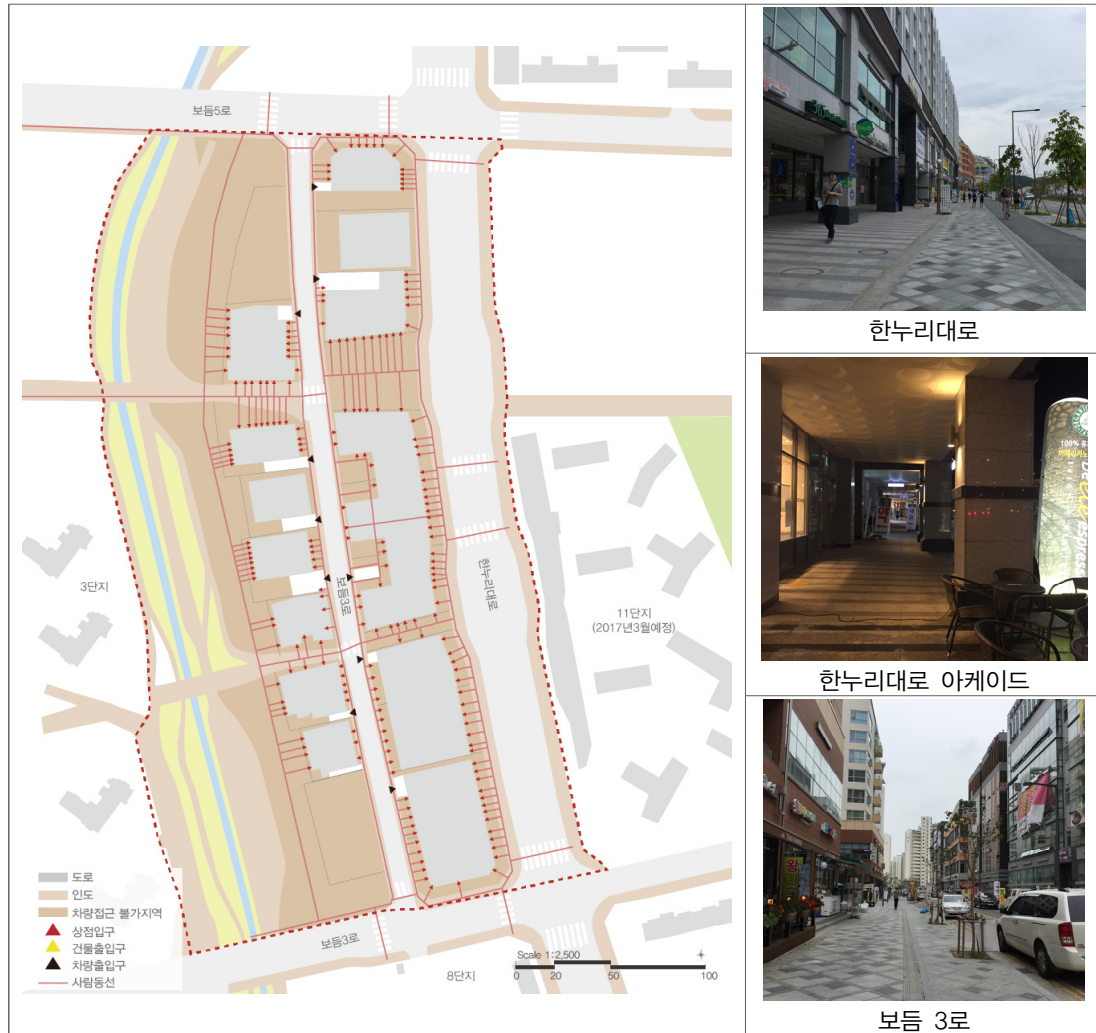 보듬5로
3단지
보듬3로
한누리대로
11단지
(2017년3월예정)
도로
인도
차량접근 불가지역
상점입구
건물출입구
차량출입구
사람동선
보듬3로
8단지
Scale 1:2,500
0 20 50 100
한누리대로
100% 유
espress
한누리대로 아케이드
보듬 3로